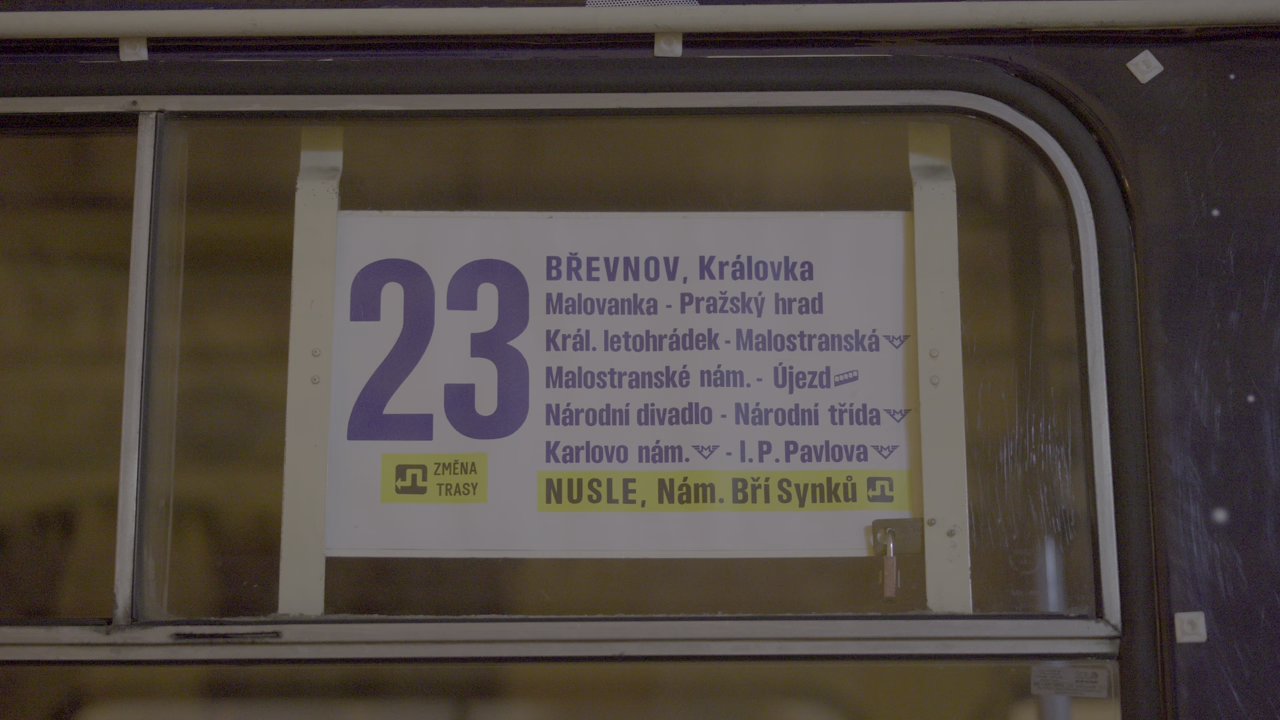 23
BŘEVNOV, Královka
Malovanka - Pražský hrad
Král. letohrádek - Malostranská
Malostranské nám. - Újezd
Národní divadlo - Národní třída
Karlovo nám. - I.P.Pavlova
NUSLE, Nám. Bří Synků
ZMĚNA
TRASY